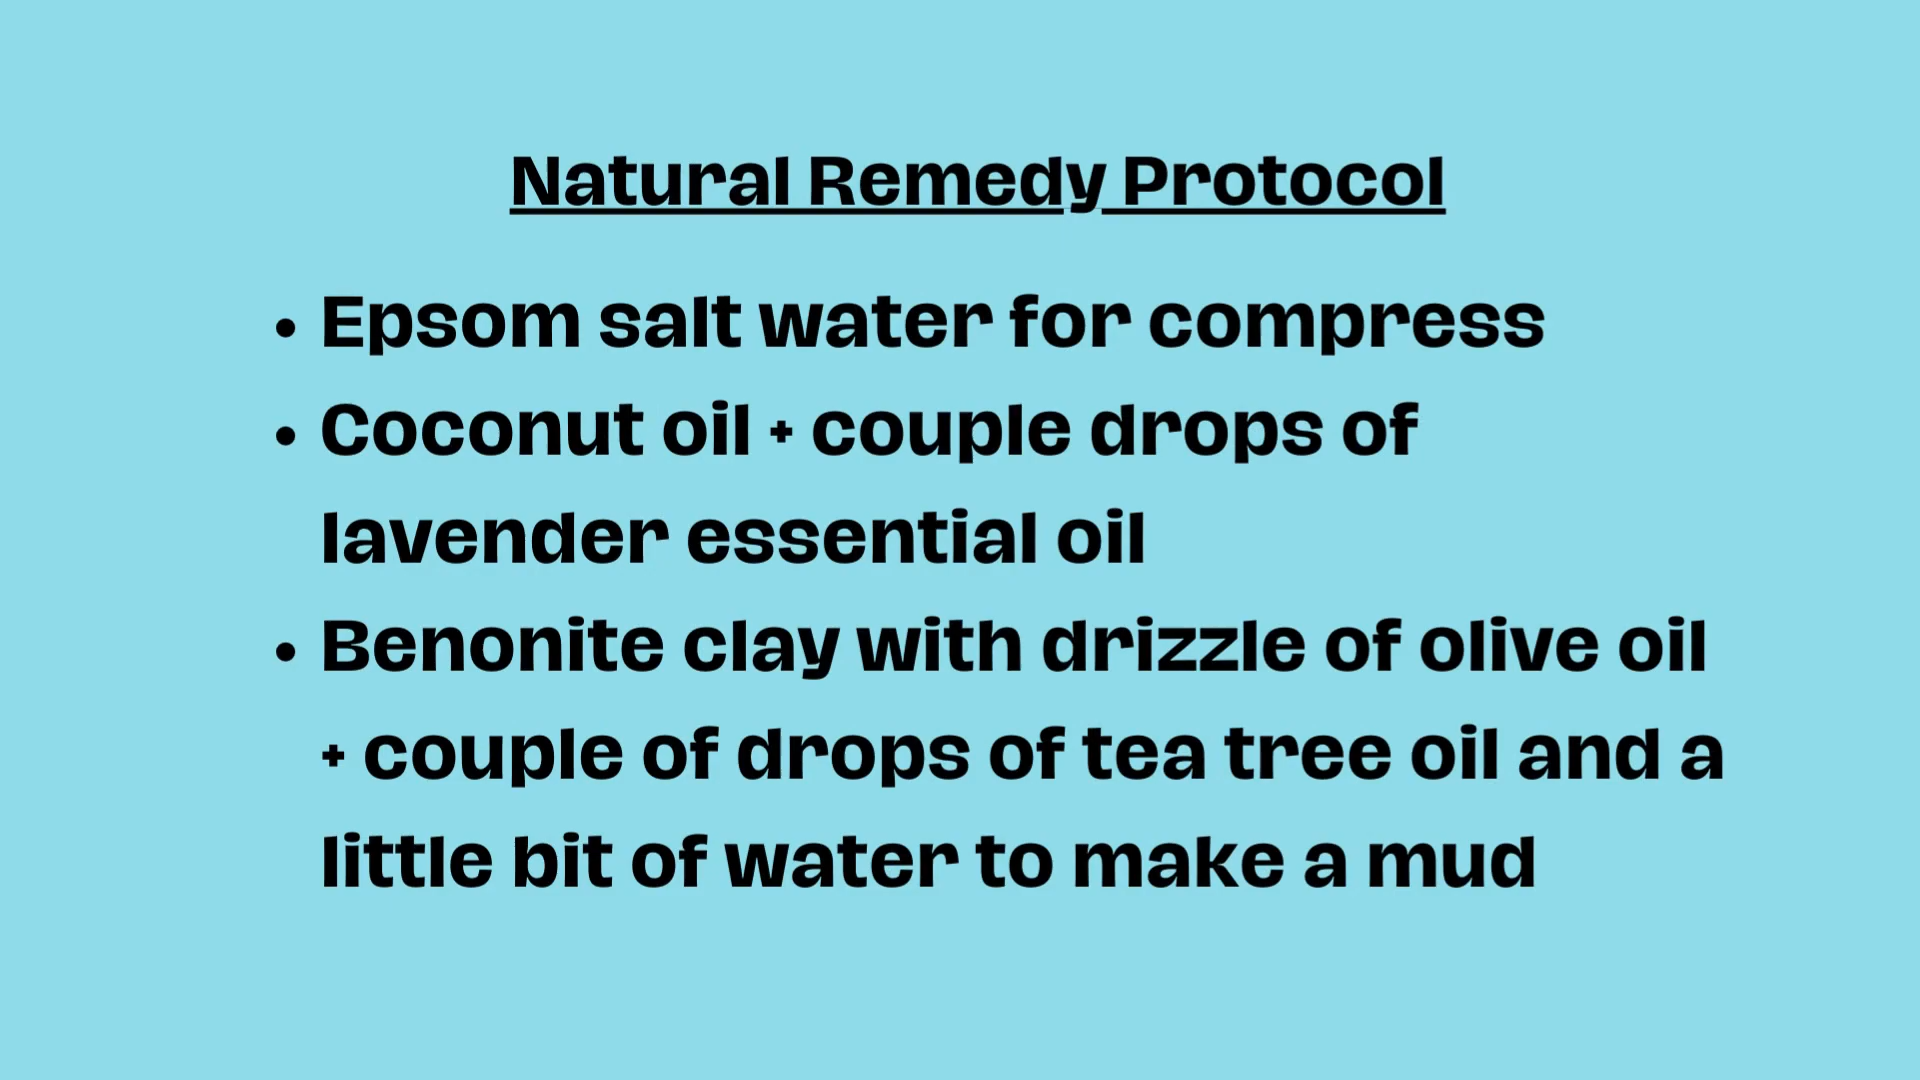 Natural Remedy Protocol
• Epsom salt water for compress
• Coconut oil + couple drops of
lavender essential oil
• Benonite clay with drizzle of olive oil
+ couple of drops of tea tree oil and a
little bit of water to make a mud